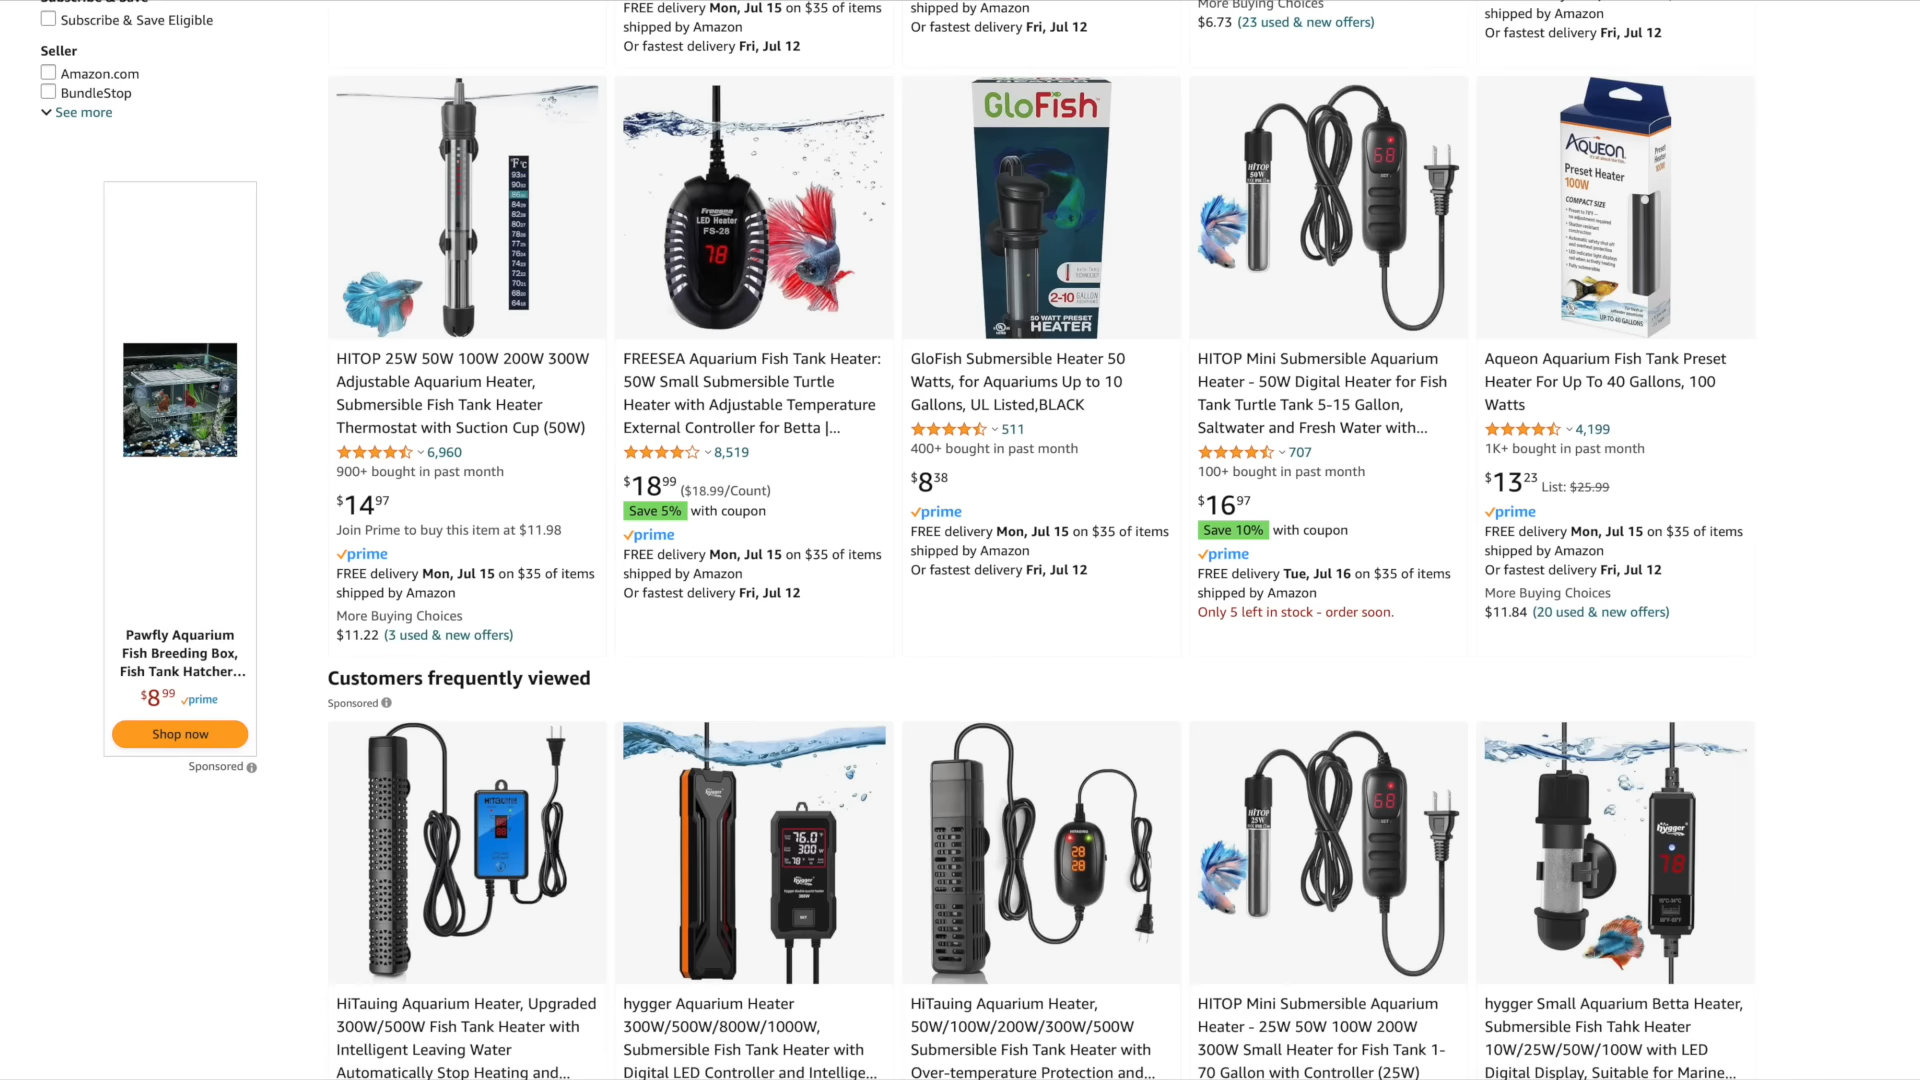 Subscribe & Save Eligible
Seller
Amazon.com
BundleStop
See more
Pawfly Aquarium
Fish Breeding Box,
Fish Tank Hatcher...
$8 99 prime
Shop now
Sponsored
FREE delivery Mon, Jul 15 on $35 of items
shipped by Amazon
Or fastest delivery Fri, Jul 12
shipped by Amazon
Or fastest delivery Fri, Jul 12
More Buying Choices
$6.73 (23 used & new offers)
shipped by Amazon
Or fastest delivery Fri, Jul 12
°F °C
Freesea
LED Heater
FS-28
78
GloFish
2-10 GALLON
50 WATT PRESET
HEATER
HiTOP
50W
68
SET
AQUEON
Preset Heater
100W
COMPACT SIZE
UP TO 40 GALLONS
HITOP 25W 50W 100W 200W 300W
Adjustable Aquarium Heater,
Submersible Fish Tank Heater
Thermostat with Suction Cup (50W)
6,960
900+ bought in past month
$14 97
Join Prime to buy this item at $11.98
prime
FREE delivery Mon, Jul 15 on $35 of items
shipped by Amazon
More Buying Choices
$11.22 (3 used & new offers)
FREESEA Aquarium Fish Tank Heater:
50W Small Submersible Turtle
Heater with Adjustable Temperature
External Controller for Betta |...
8,519
$18 99 ($18.99/Count)
Save 5% with coupon
prime
FREE delivery Mon, Jul 15 on $35 of items
shipped by Amazon
Or fastest delivery Fri, Jul 12
GloFish Submersible Heater 50
Watts, for Aquariums Up to 10
Gallons, UL Listed,BLACK
511
400+ bought in past month
$8 38
prime
FREE delivery Mon, Jul 15 on $35 of items
shipped by Amazon
Or fastest delivery Fri, Jul 12
HITOP Mini Submersible Aquarium
Heater - 50W Digital Heater for Fish
Tank Turtle Tank 5-15 Gallon,
Saltwater and Fresh Water with...
707
100+ bought in past month
$16 97
Save 10% with coupon
prime
FREE delivery Tue, Jul 16 on $35 of items
shipped by Amazon
Only 5 left in stock - order soon.
Aqueon Aquarium Fish Tank Preset
Heater For Up To 40 Gallons, 100
Watts
4,199
1K+ bought in past month
$13 23 List: $25.99
prime
FREE delivery Mon, Jul 15 on $35 of items
shipped by Amazon
Or fastest delivery Fri, Jul 12
More Buying Choices
$11.84 (20 used & new offers)
Customers frequently viewed
Sponsored
76.0
300
78
hygger
SET
28
28
HiTOP
25W
68
SET
hygger
78
HiTauing Aquarium Heater, Upgraded
300W/500W Fish Tank Heater with
Intelligent Leaving Water
Automatically Stop Heating and...
hygger Aquarium Heater
300W/500W/800W/1000W,
Submersible Fish Tank Heater with
Digital LED Controller and Intellige...
HiTauing Aquarium Heater,
50W/100W/200W/300W/500W
Submersible Fish Tank Heater with
Over-temperature Protection and...
HITOP Mini Submersible Aquarium
Heater - 25W 50W 100W 200W
300W Small Heater for Fish Tank 1-
70 Gallon with Controller (25W)
hygger Small Aquarium Betta Heater,
Submersible Fish Tahk Heater
10W/25W/50W/100W with LED
Digital Display, Suitable for Marine...